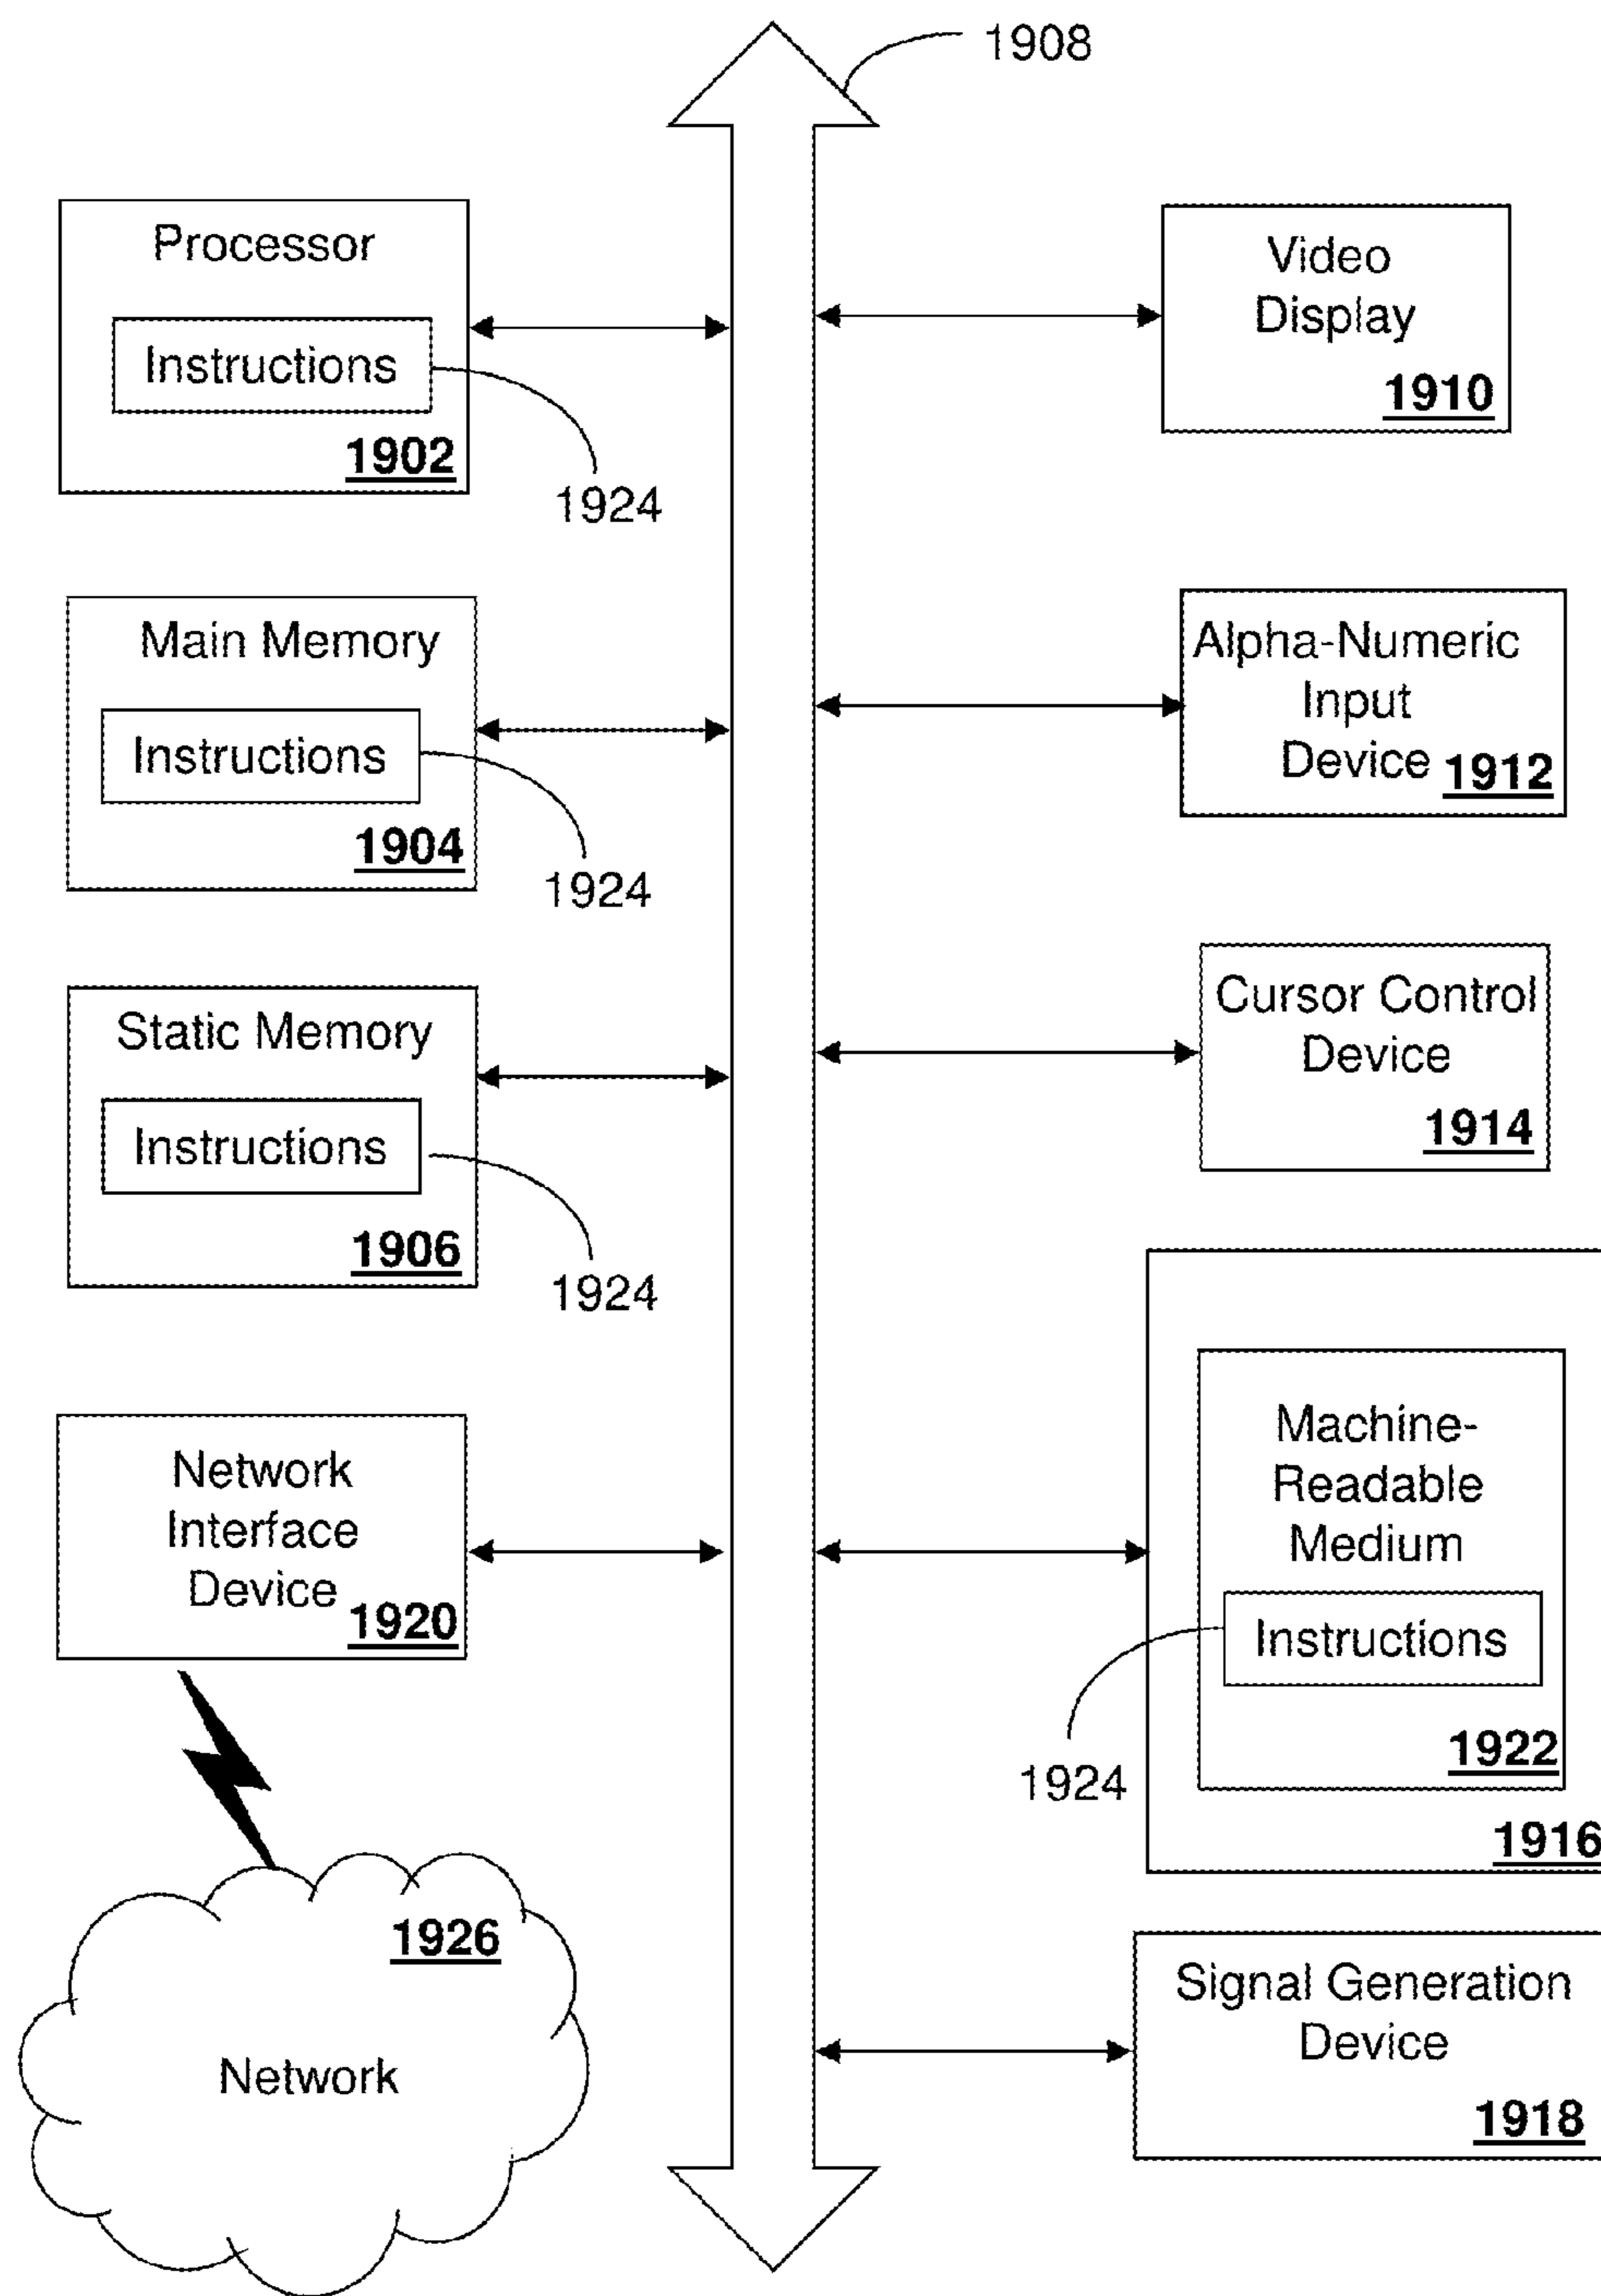 1908
Processor
Instructions
1902
1924
Main Memory
Instructions
1904
1924
Static Memory
Instructions
1906
1924
Network
Interface
Device
1920
1926
Network
Video
Display
1910
Alpha-Numeric
Input
Device 1912
Cursor Control
Device
1914
Machine-
Readable
Medium
Instructions
1924
1922
1916
Signal Generation
Device
1918